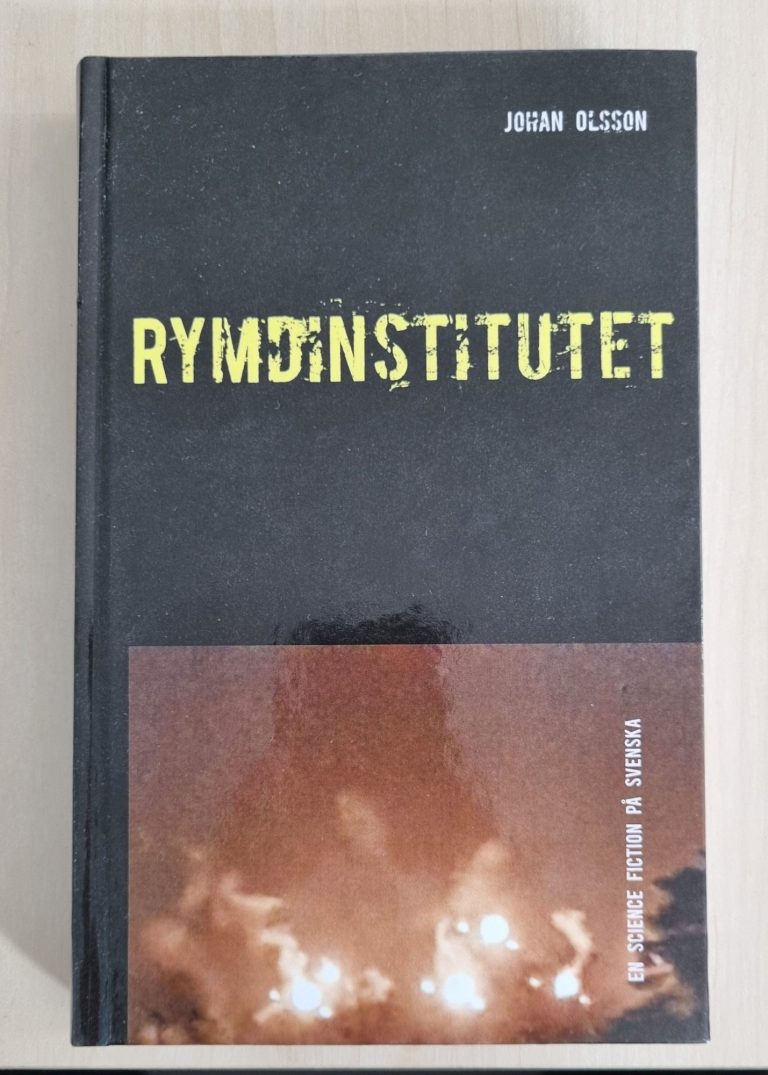 JOHAN OLSSON
RYMDINSTITUTET
EN SCIENCE FICTION PÅ SVENSKA